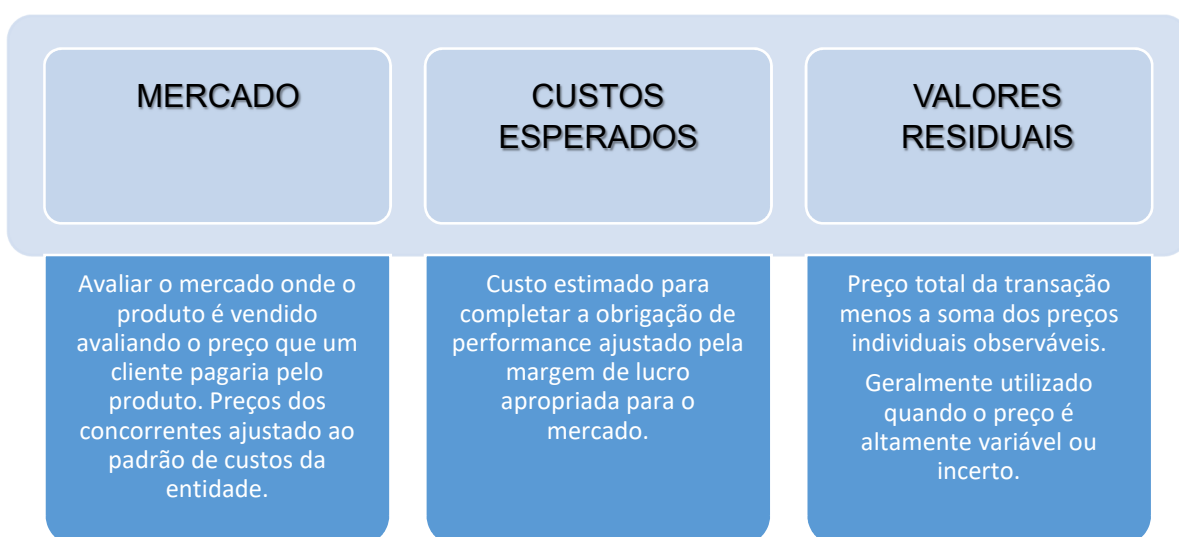 MERCADO
Avaliar o mercado onde o
produto é vendido
avaliando o preço que um
cliente pagaria pelo
produto. Preços dos
concorrentes ajustado ao
padrão de custos da
entidade.
CUSTOS
ESPERADOS
Custo estimado para
completar a obrigação de
performance ajustado pela
margem de lucro
apropriada para o
mercado.
VALORES
RESIDUAIS
Preço total da transação
menos a soma dos preços
individuais observáveis.
Geralmente utilizado
quando o preço é
altamente variável ou
incerto.